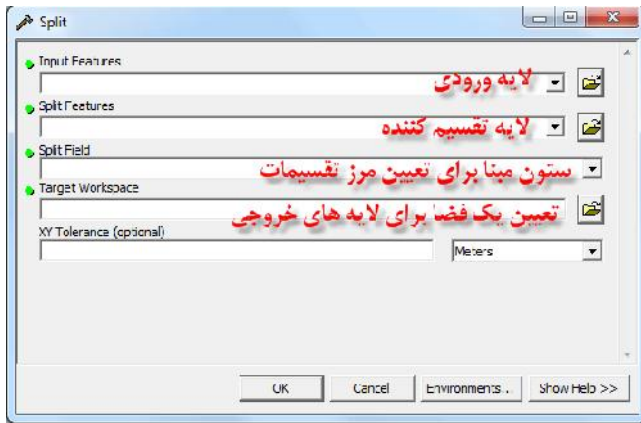 Split
Input Features
لایه ورودی
Split Features
لایه تقسیم کننده
Split Field
ستون مبنا برای تعیین مرز تقسیمات
Target Workspace
تعیین یک فضا برای لایه های خروجی
XY Tolerance (optional)
Meters
OK Cancel Environments... Show Help >>